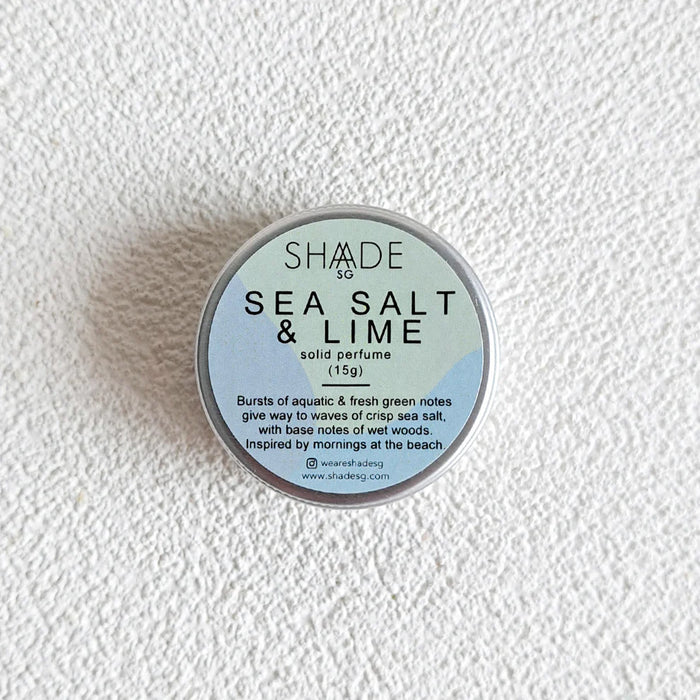 SHADE
SG
SEA SALT
& LIME
solid perfume
(15g)
Bursts of aquatic & fresh green notes
give way to waves of crisp sea salt,
with base notes of wet woods.
Inspired by mornings at the beach.
weareshadesg
www.shadesg.com